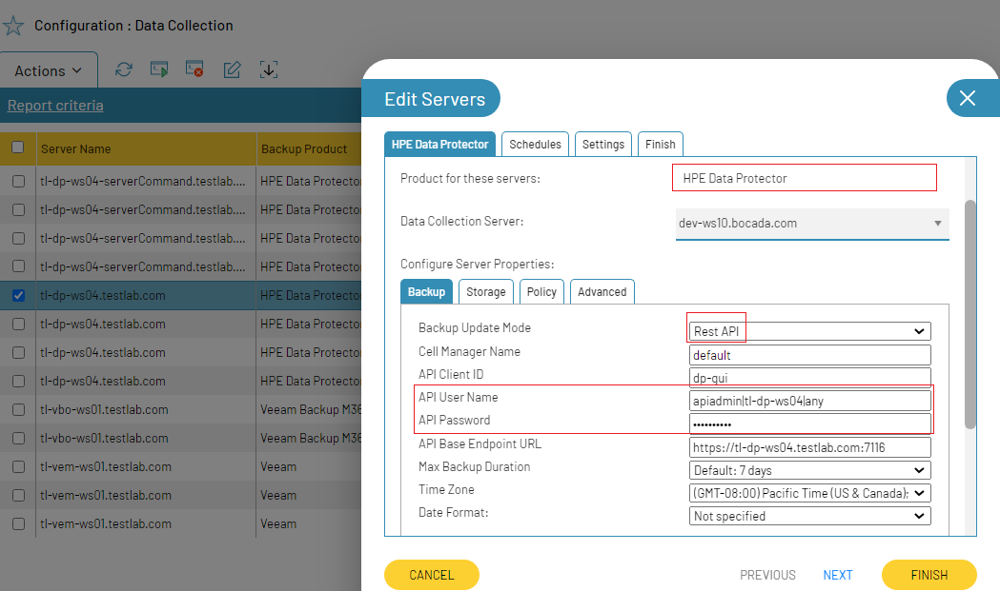 Configuration : Data Collection
Actions
Report criteria
Server Name Backup Product
tl-dp-ws04-serverCommand.testlab.... HPE Data Protector
tl-dp-ws04-serverCommand.testlab.... HPE Data Protector
tl-dp-ws04-serverCommand.testlab.... HPE Data Protector
tl-dp-ws04-serverCommand.testlab.... HPE Data Protector
tl-dp-ws04.testlab.com HPE Data Protector
tl-dp-ws04.testlab.com HPE Data Protector
tl-dp-ws04.testlab.com HPE Data Protector
tl-dp-ws04.testlab.com HPE Data Protector
tl-vbo-ws01.testlab.com Veeam Backup M36
tl-vbo-ws01.testlab.com Veeam Backup M36
tl-vem-ws01.testlab.com Veeam
tl-vem-ws01.testlab.com Veeam
tl-vem-ws01.testlab.com Veeam
Edit Servers
HPE Data Protector Schedules Settings Finish
Product for these servers: HPE Data Protector
Data Collection Server: dev-ws10.bocada.com
Configure Server Properties:
Backup Storage Policy Advanced
Backup Update Mode Rest API
Cell Manager Name default
API Client ID dp-gui
API User Name apiadmin|tl-dp-ws04|any
API Password ••••••••••
API Base Endpoint URL https://tl-dp-ws04.testlab.com:7116
Max Backup Duration Default: 7 days
Time Zone (GMT-08:00) Pacific Time (US & Canada);
Date Format: Not specified
CANCEL PREVIOUS NEXT FINISH